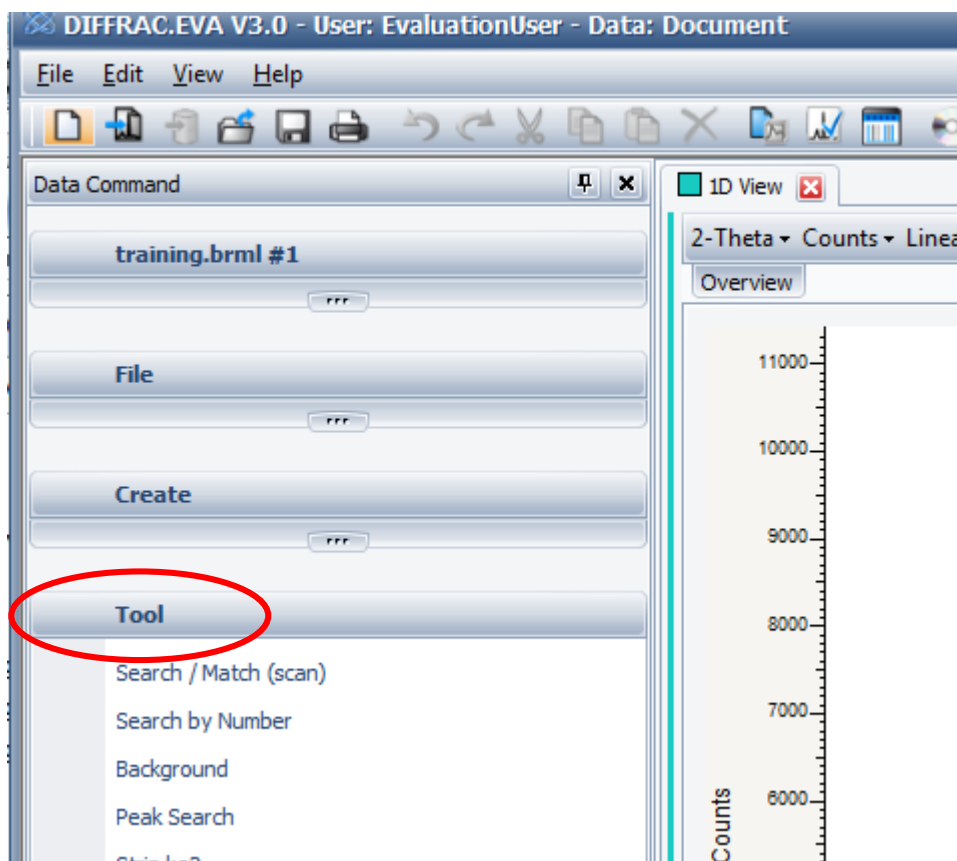 DIFFRAC.EVA V3.0 - User: EvaluationUser - Data: Document
File Edit View Help
Data Command
training.brml #1
File
Create
Tool
Search / Match (scan)
Search by Number
Background
Peak Search
1D View
2-Theta Counts
Overview
11000
10000
9000
8000
7000
6000
Counts